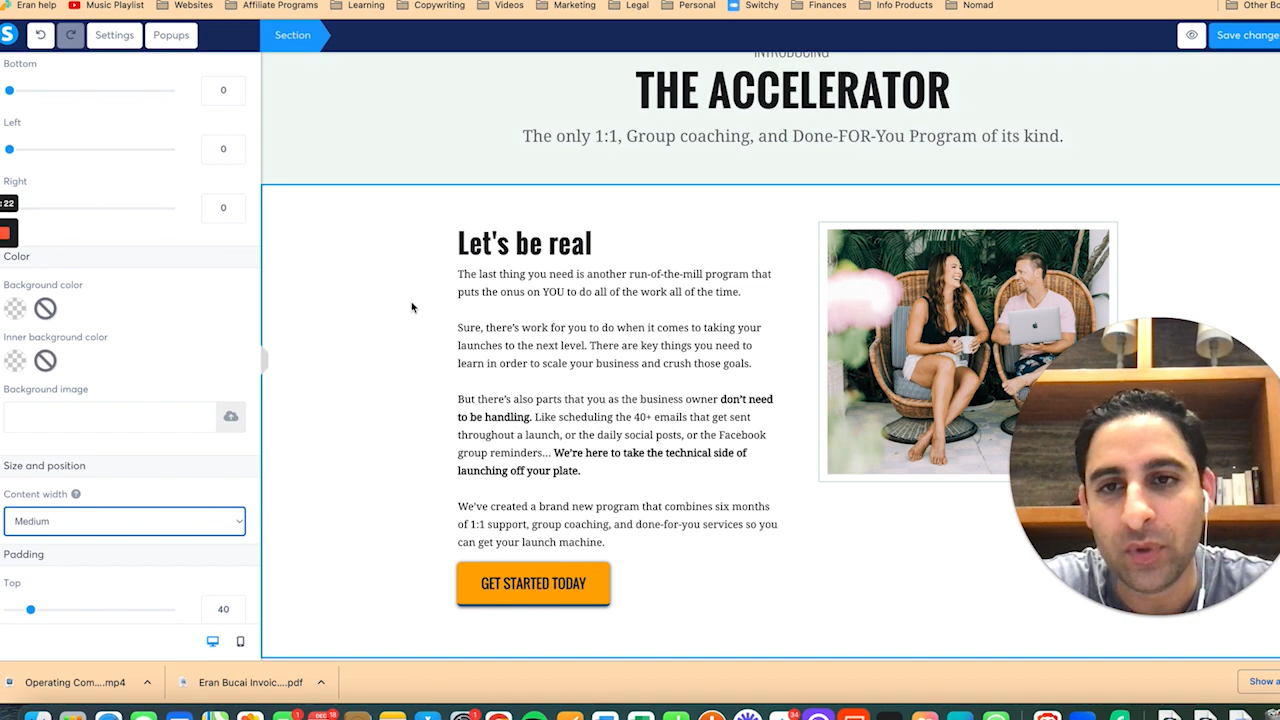 Eran help Music Playlist Websites Affiliate Programs Learning Copywriting Videos Marketing Legal Personal Switchy Finances Info Products Nomad Other Bo
S Settings Popups Section Save change
Bottom
0
Left
0
Right
:22
0
Color
Background color
Inner background color
Background image
Size and position
Content width ?
Medium
Padding
Top
40
INTRODUCING
THE ACCELERATOR
The only 1:1, Group coaching, and Done-FOR-You Program of its kind.
Let's be real
The last thing you need is another run-of-the-mill program that
puts the onus on YOU to do all of the work all of the time.
Sure, there's work for you to do when it comes to taking your
launches to the next level. There are key things you need to
learn in order to scale your business and crush those goals.
But there's also parts that you as the business owner don't need
to be handling. Like scheduling the 40+ emails that get sent
throughout a launch, or the daily social posts, or the Facebook
group reminders... We're here to take the technical side of
launching off your plate.
We've created a brand new program that combines six months
of 1:1 support, group coaching, and done-for-you services so you
can get your launch machine.
GET STARTED TODAY
Operating Com....mp4 Eran Bucai Invoic....pdf Show a
DEC 18 1 1 34